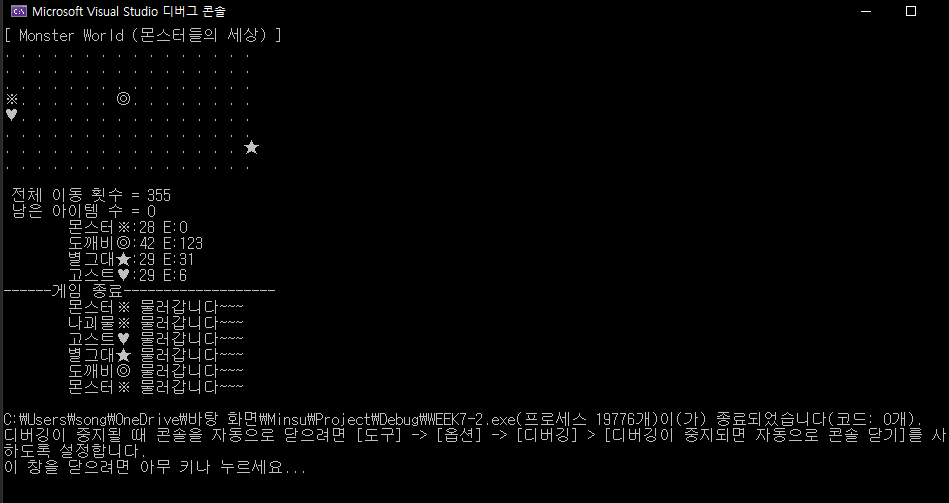 Microsoft Visual Studio 디버그 콘솔
[ Monster World (몬스터들의 세상) ]
. . . . . . . . . . . . . . . .
. . . . . . . . . . . . . . . .
. . . . . . . . . . . . . . . .
※. . . . . . ◎. . . . . . . .
♥. . . . . . . . . . . . . . .
. . . . . . . . . . . . . . . .
. . . . . . . . . . . . . . . ★
. . . . . . . . . . . . . . . .
전체 이동 횟수 = 355
남은 아이템 수 = 0
몬스터※:28 E:0
도깨비◎:42 E:123
별그대★:29 E:31
고스트♥:29 E:6
------게임 종료-------------------
몬스터※ 물러갑니다~~~
나괴물※ 물러갑니다~~~
고스트♥ 물러갑니다~~~
별그대★ 물러갑니다~~~
도깨비◎ 물러갑니다~~~
몬스터※ 물러갑니다~~~
C:₩Users₩song₩OneDrive₩바탕 화면₩Minsu₩Project₩Debug₩WEEK7-2.exe(프로세스 19776개)이(가) 종료되었습니다(코드: 0개).
디버깅이 중지될 때 콘솔을 자동으로 닫으려면 [도구] -> [옵션] -> [디버깅] > [디버깅이 중지되면 자동으로 콘솔 닫기]를 사
하도록 설정합니다.
이 창을 닫으려면 아무 키나 누르세요...